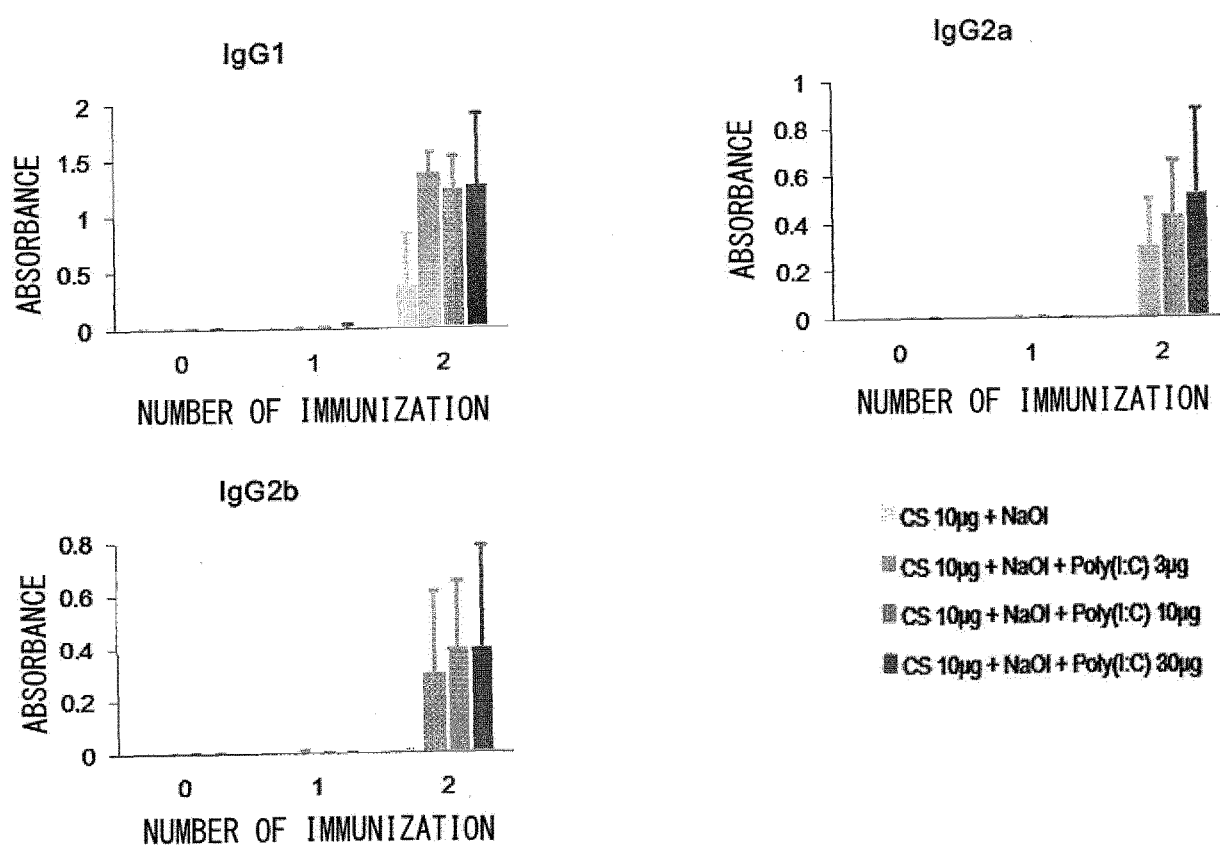 IgG1
2
1.5
1
0.5
0
ABSORBANCE
0 1 2
NUMBER OF IMMUNIZATION
IgG2a
1
0.8
0.6
0.4
0.2
0
ABSORBANCE
0 1 2
NUMBER OF IMMUNIZATION
IgG2b
0.8
0.6
0.4
0.2
0
ABSORBANCE
0 1 2
NUMBER OF IMMUNIZATION
CS 10μg + NaOl
CS 10μg + NaOl + Poly(I:C) 3μg
CS 10μg + NaOl + Poly(I:C) 10μg
CS 10μg + NaOl + Poly(I:C) 30μg